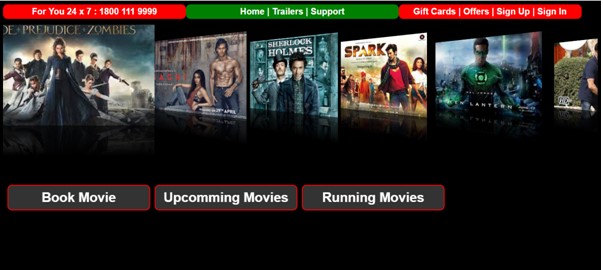 For You 24 x 7 : 1800 111 9999
Home | Trailers | Support
Gift Cards | Offers | Sign Up | Sign In
DE + PREJUDICE + ZOMBIES
SHERLOCK
HOLMES
SPARK
LANTERN
Book Movie
Upcomming Movies
Running Movies